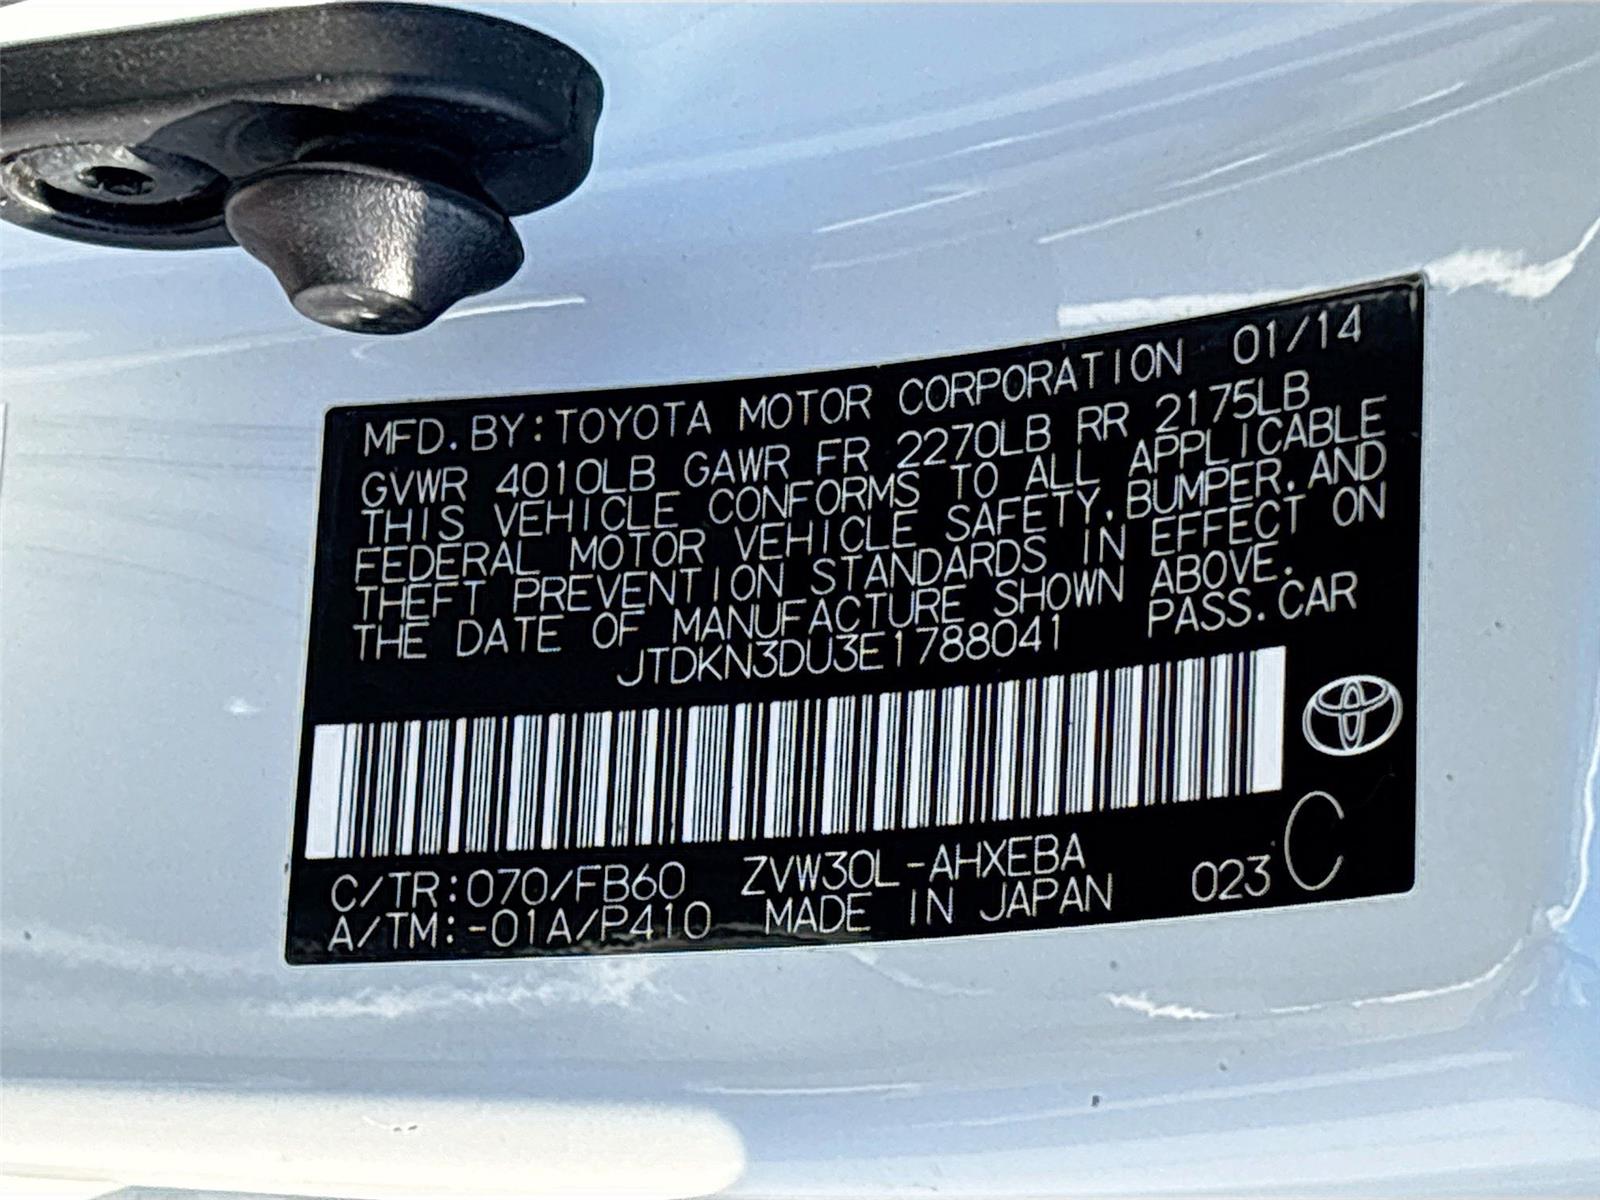 MFD. BY: TOYOTA MOTOR CORPORATION 01/14
GVWR 4010LB GAWR FR 2270LB RR 2175LB
THIS VEHICLE CONFORMS TO ALL APPLICABLE
FEDERAL MOTOR VEHICLE SAFETY, BUMPER, AND
THEFT PREVENTION STANDARDS IN EFFECT ON
THE DATE OF MANUFACTURE SHOWN ABOVE.
JTDKN3DU3E1788041 PASS. CAR
C/TR: 070/FB60 ZVW30L-AHXEBA
A/TM: -01A/P410 MADE IN JAPAN 023 C